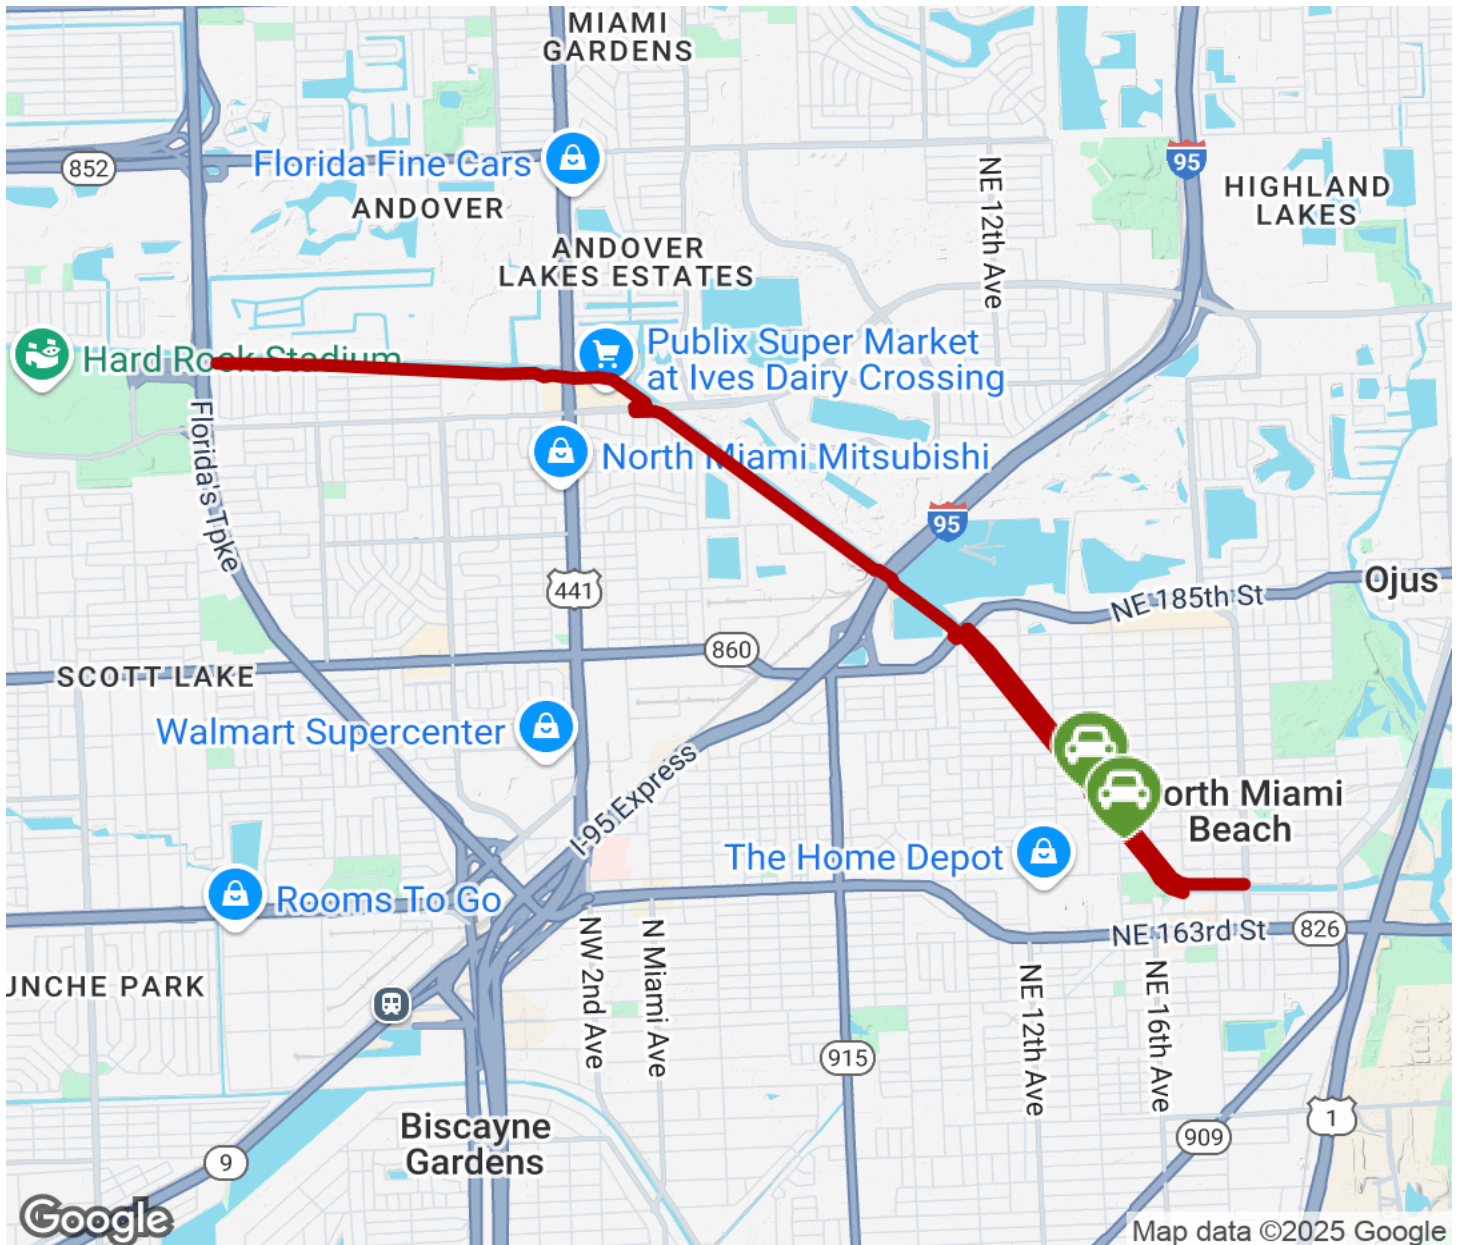 MIAMI
GARDENS
852
Florida Fine Cars
95
ANDOVER
NE 12th Ave
HIGHLAND
LAKES
ANDOVER
LAKES ESTATES
Hard Rock Stadium
Publix Super Market
at Ives Dairy Crossing
Florida's Tpke
North Miami Mitsubishi
95
441
NE 185th St
Ojus
860
SCOTT LAKE
Walmart Supercenter
I-95 Express
orth Miami
Beach
The Home Depot
Rooms To Go
NE 163rd St
826
UNCHE PARK
NW 2nd Ave
N Miami Ave
NE 12th Ave
NE 16th Ave
915
Biscayne
Gardens
1
909
9
Google
Map data ©2025 Google